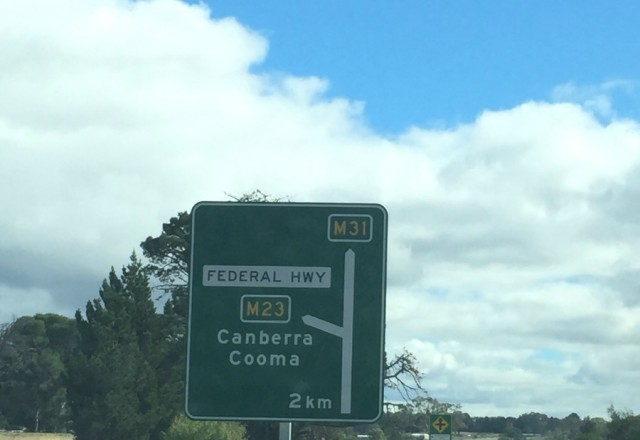 M31
FEDERAL HWY
M23
Canberra
Cooma
2 km